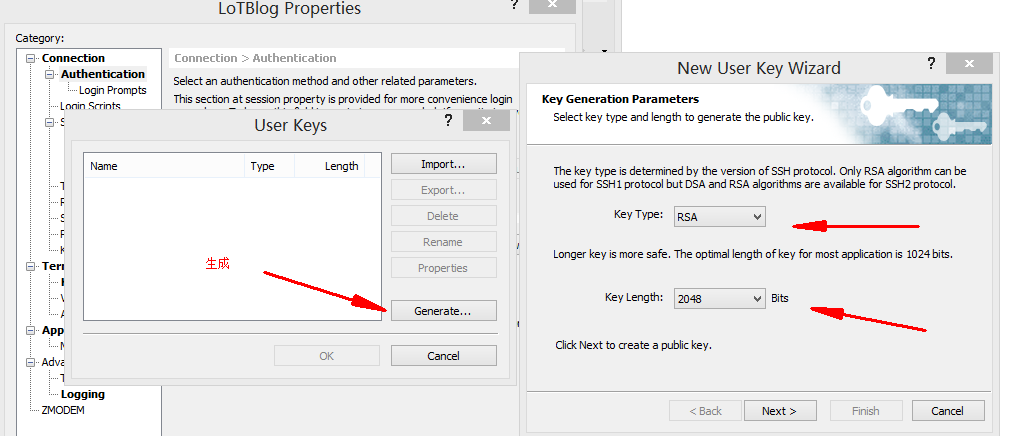 LoTBlog Properties
?
Category:
Connection
Authentication
Login Prompts
Login Scripts
Connection > Authentication
Select an authentication method and other related parameters.
This section at session property is provided for more convenience login
Logging
ZMODEM
User Keys
?
Name Type Length
Import...
Export...
Delete
Rename
Properties
生成
Generate...
OK Cancel
New User Key Wizard
?
Key Generation Parameters
Select key type and length to generate the public key.
The key type is determined by the version of SSH protocol. Only RSA algorithm can be
used for SSH1 protocol but DSA and RSA algorithms are available for SSH2 protocol.
Key Type: RSA
Longer key is more safe. The optimal length of key for most application is 1024 bits.
Key Length: 2048 Bits
Click Next to create a public key.
< Back Next > Finish Cancel